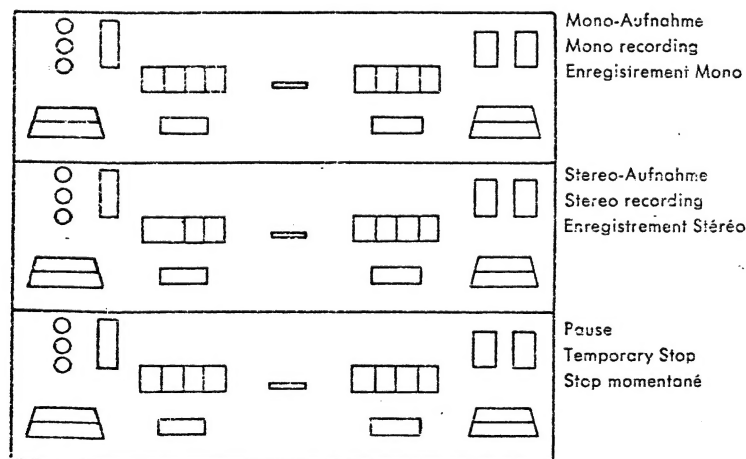 Mono-Aufnahme
Mono recording
Enregistrement Mono
Stereo-Aufnahme
Stereo recording
Enregistrement Stéréo
Pause
Temporary Stop
Stop momentané